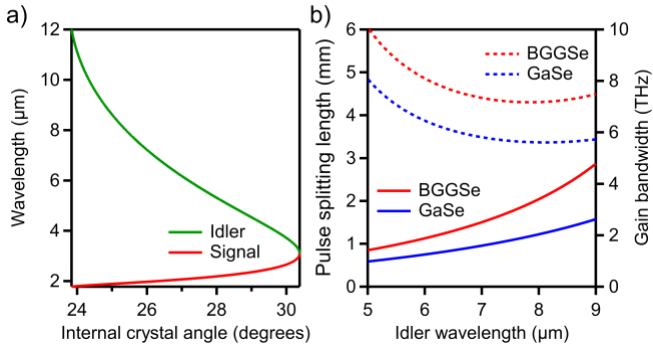 a)
12
10
8
6
4
2
Wavelength (μm)
Idler
Signal
24
26
28
30
Internal crystal angle (degrees)
b)
6
5
4
3
2
1
0
Pulse splitting length (mm)
BGGSe
GaSe
BGGSe
GaSe
10
8
6
4
2
0
Gain bandwidth (THz)
5
6
7
8
9
Idler wavelength (μm)